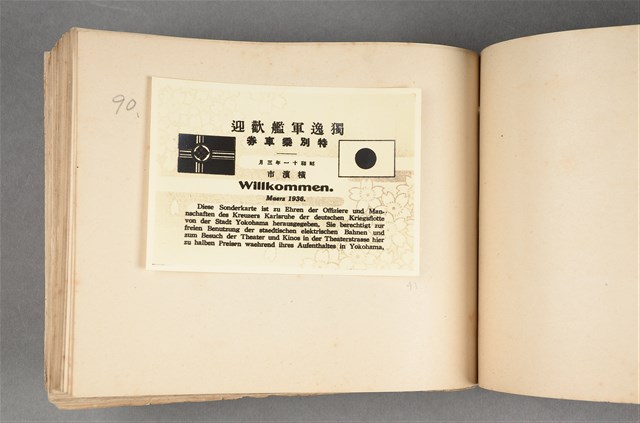 90.
迎歡艦軍逸獨
券車乘別特
月三年一十和昭
市濱橫
Willkommen.
Maerz 1936.
Diese Sonderkarte ist zu Ehren der Offiziere und Man-
nschaften des Kreuzers Karlsruhe der deutschen Kriegsflotte
von der Stadt Yokohama herausgegeben. Sie berechtigt zur
freien Benutzung der staedtischen elektrischen Bahnen und
zum Besuch der Theater und Kinos in der Theaterstrasse hier
zu halben Preisen waehrend ihres Aufenthaltes in Yokohama.